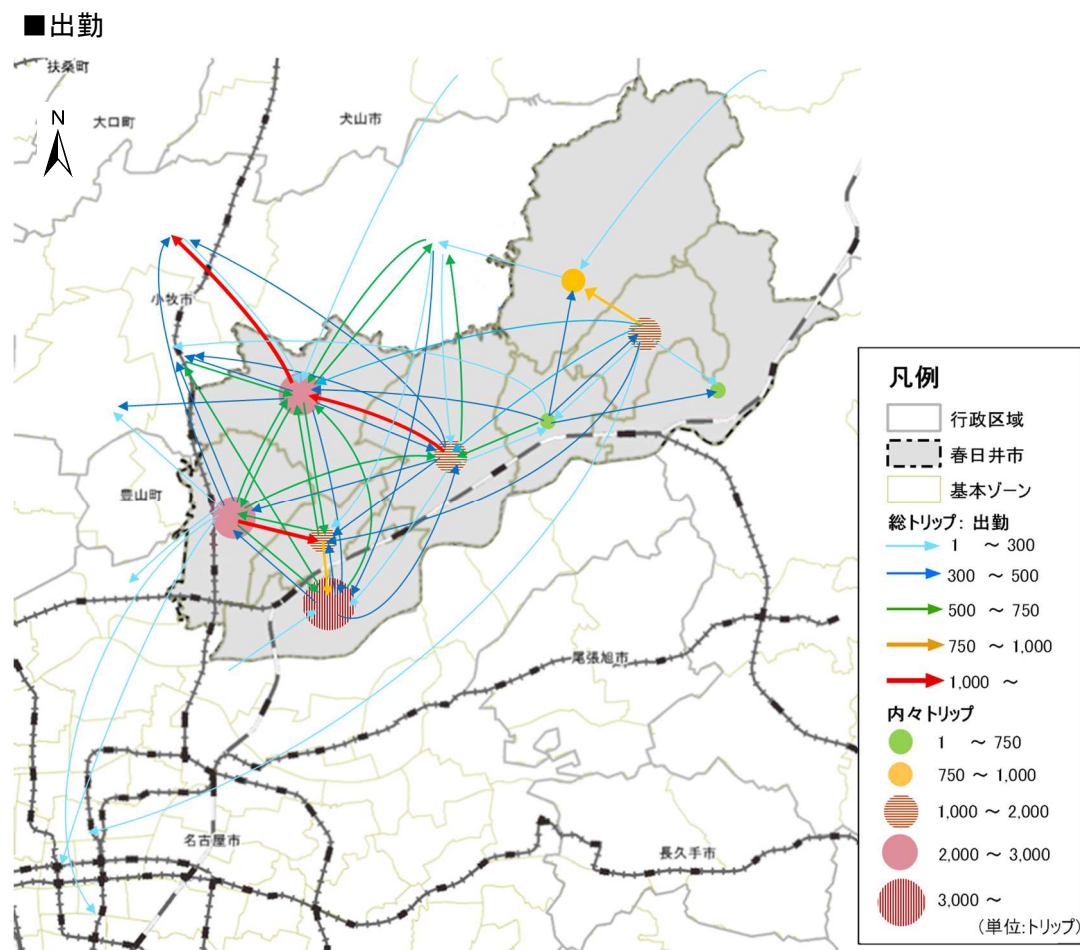 ■出勤
扶桑町
大口町
犬山市
N
小牧市
豊山町
尾張旭市
名古屋市
長久手市
凡例
行政区域
春日井市
基本ゾーン
総トリップ: 出勤
1 ～ 300
300 ～ 500
500 ～ 750
750 ～ 1,000
1,000 ～
内々トリップ
1 ～ 750
750 ～ 1,000
1,000 ～ 2,000
2,000 ～ 3,000
3,000 ～
(単位:トリップ)